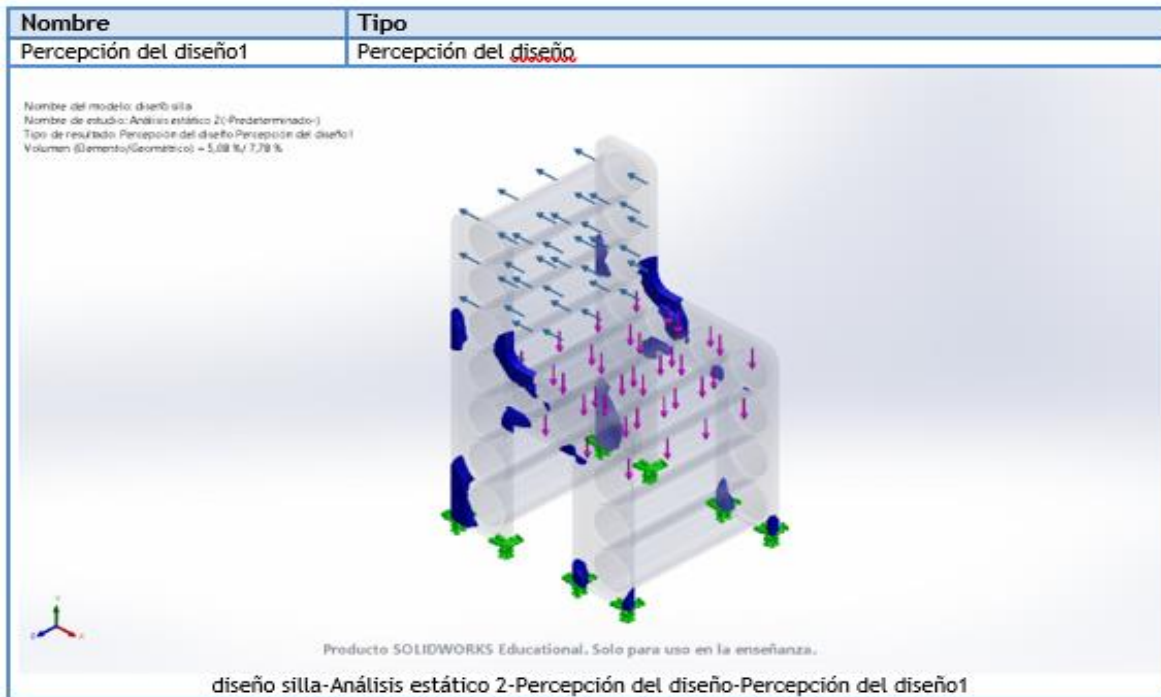 Nombre Tipo
Percepción del diseño1 Percepción del diseño
Nombre del modelo: diseño silla
Nombre de estudio: Análisis estático 2(-Predeterminado-)
Tipo de resultado: Percepción del diseño Percepción del diseño1
Volumen (Elemento/Geométrico) = 5,08 %/ 7,78 %
Y
Z X
Producto SOLIDWORKS Educational. Solo para uso en la enseñanza.
diseño silla-Análisis estático 2-Percepción del diseño-Percepción del diseño1